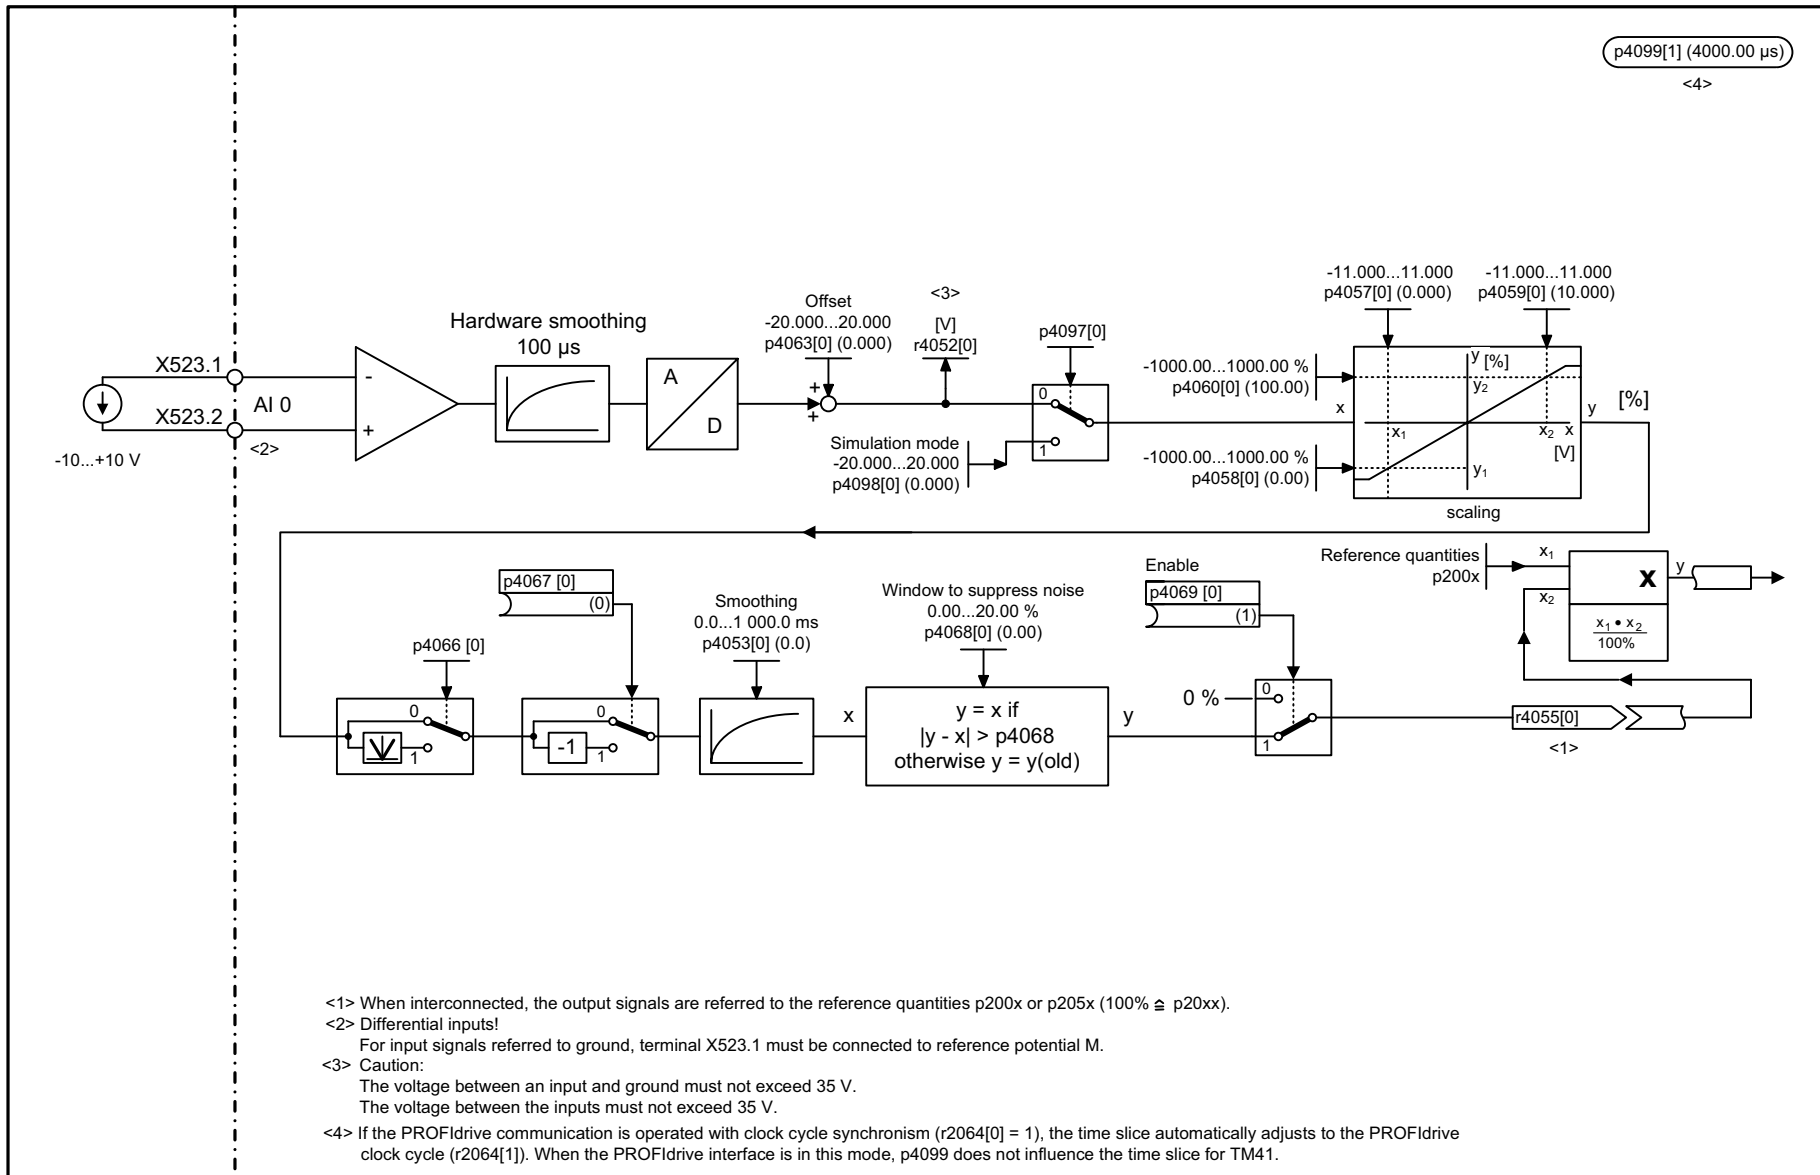 p4099[1] (4000.00 µs)
<4>
-11.000...11.000
p4057[0] (0.000)
-11.000...11.000
p4059[0] (10.000)
Offset
-20.000...20.000
p4063[0] (0.000)
<3>
[V]
r4052[0]
p4097[0]
Hardware smoothing
100 µs
-1000.00...1000.00 %
p4060[0] (100.00)
y [%]
y2
X523.1
-
A
D
+
+
0
1
x
x1
x2
x
[V]
y
[%]
AI 0
X523.2
+
<2>
-10...+10 V
Simulation mode
-20.000...20.000
p4098[0] (0.000)
-1000.00...1000.00 %
p4058[0] (0.00)
y1
scaling
Reference quantities
p200x
x1
x2
X
y
x1 • x2
100%
p4067 [0]
(0)
p4066 [0]
Smoothing
0.0...1 000.0 ms
p4053[0] (0.0)
Window to suppress noise
0.00...20.00 %
p4068[0] (0.00)
Enable
p4069 [0]
(1)
0
1
0
-1
1
x
y = x if
|y - x| > p4068
otherwise y = y(old)
y
0 %
0
1
r4055[0]
<1>
<1> When interconnected, the output signals are referred to the reference quantities p200x or p205x (100% ≙ p20xx).
<2> Differential inputs!
For input signals referred to ground, terminal X523.1 must be connected to reference potential M.
<3> Caution:
The voltage between an input and ground must not exceed 35 V.
The voltage between the inputs must not exceed 35 V.
<4> If the PROFIdrive communication is operated with clock cycle synchronism (r2064[0] = 1), the time slice automatically adjusts to the PROFIdrive
clock cycle (r2064[1]). When the PROFIdrive interface is in this mode, p4099 does not influence the time slice for TM41.